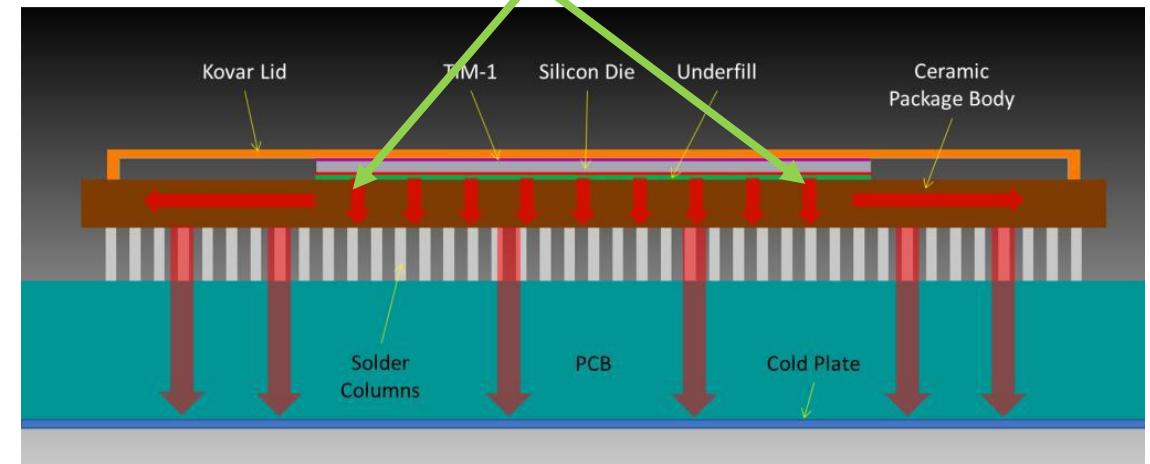 Kovar Lid
TIM-1
Silicon Die
Underfill
Ceramic
Package Body
Solder
Columns
PCB
Cold Plate